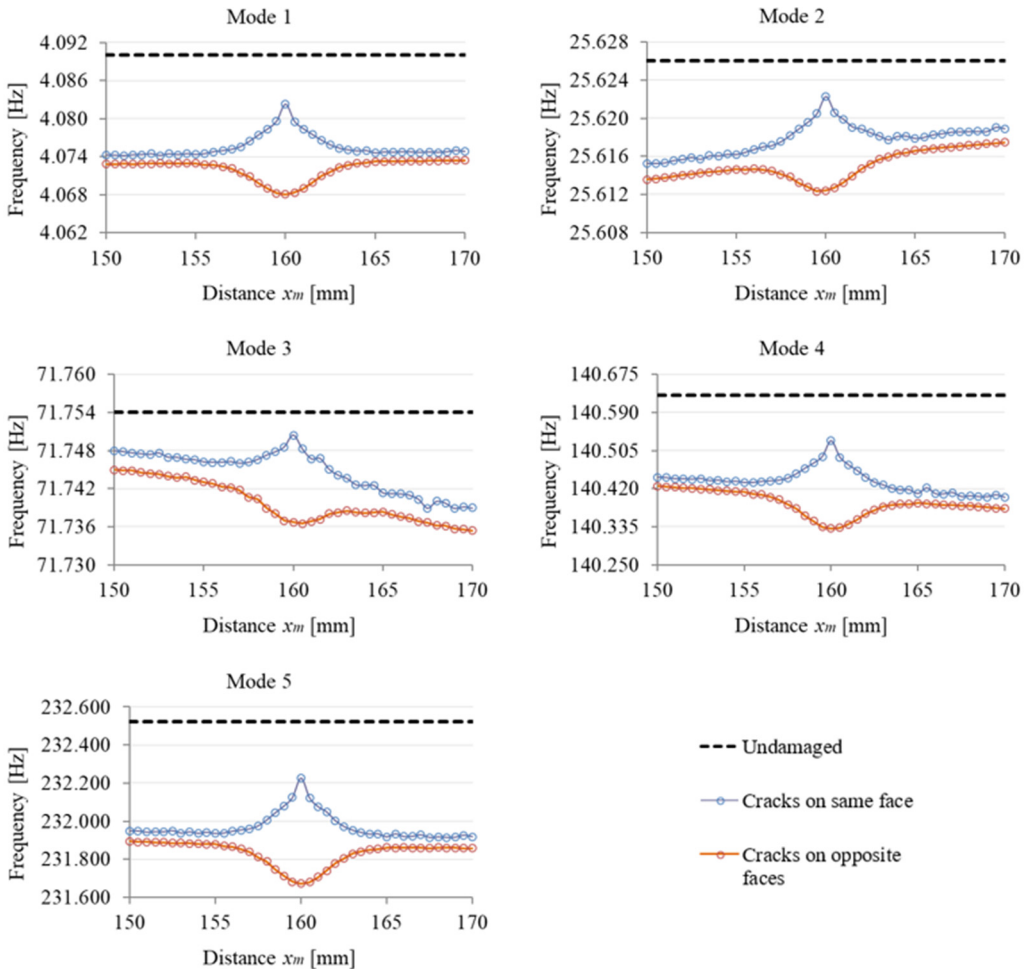 Mode 1
4.092
4.086
4.080
4.074
4.068
4.062
Frequency [Hz]
150 155 160 165 170
Distance xm [mm]
Mode 2
25.628
25.624
25.620
25.616
25.612
25.608
Frequency [Hz]
150 155 160 165 170
Distance xm [mm]
Mode 3
71.760
71.754
71.748
71.742
71.736
71.730
Frequency [Hz]
150 155 160 165 170
Distance xm [mm]
Mode 4
140.675
140.590
140.505
140.420
140.335
140.250
Frequency [Hz]
150 155 160 165 170
Distance xm [mm]
Mode 5
232.600
232.400
232.200
232.000
231.800
231.600
Frequency [Hz]
150 155 160 165 170
Distance xm [mm]
Undamaged
Cracks on same face
Cracks on opposite
faces